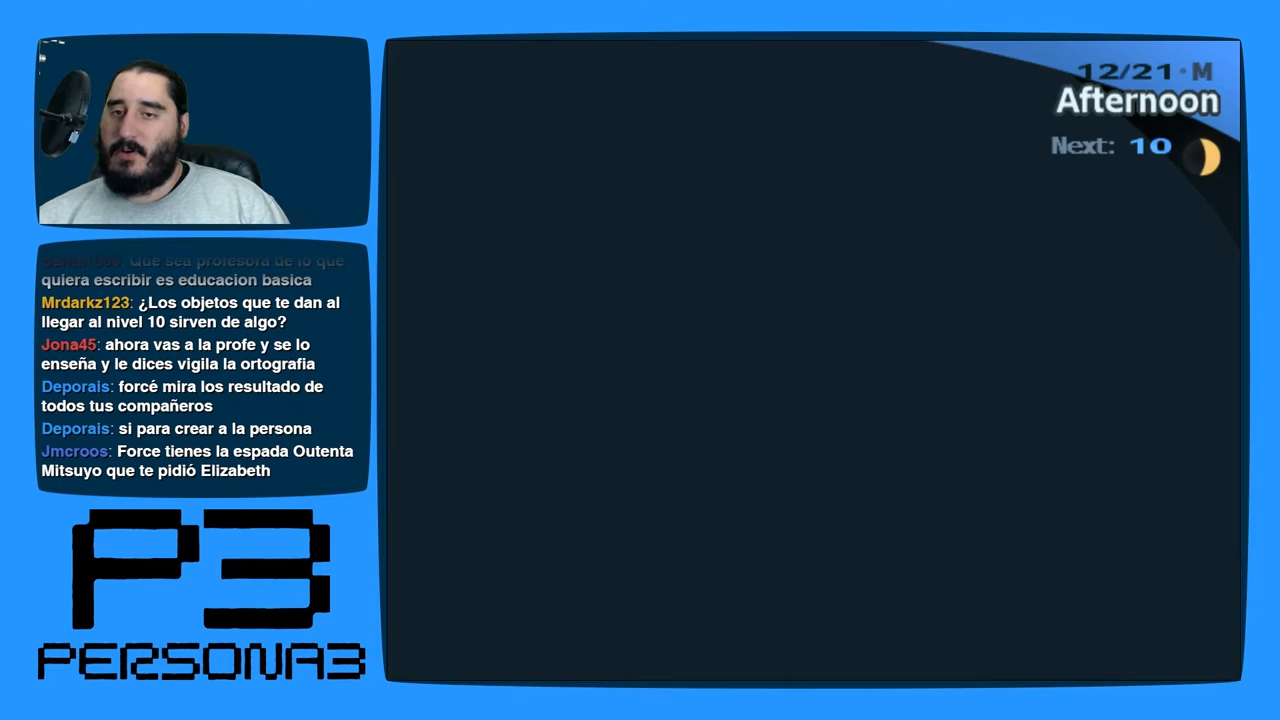 12/21·M
Afternoon
Next: 10
Que sea profesora de lo que
quiera escribir es educacion basica
Mrdarkz123: ¿Los objetos que te dan al
llegar al nivel 10 sirven de algo?
Jona45: ahora vas a la profe y se lo
enseña y le dices vigila la ortografia
Deporais: forcé mira los resultado de
todos tus compañeros
Deporais: si para crear a la persona
Jmcroos: Force tienes la espada Outenta
Mitsuyo que te pidió Elizabeth
P3
PERSONA3